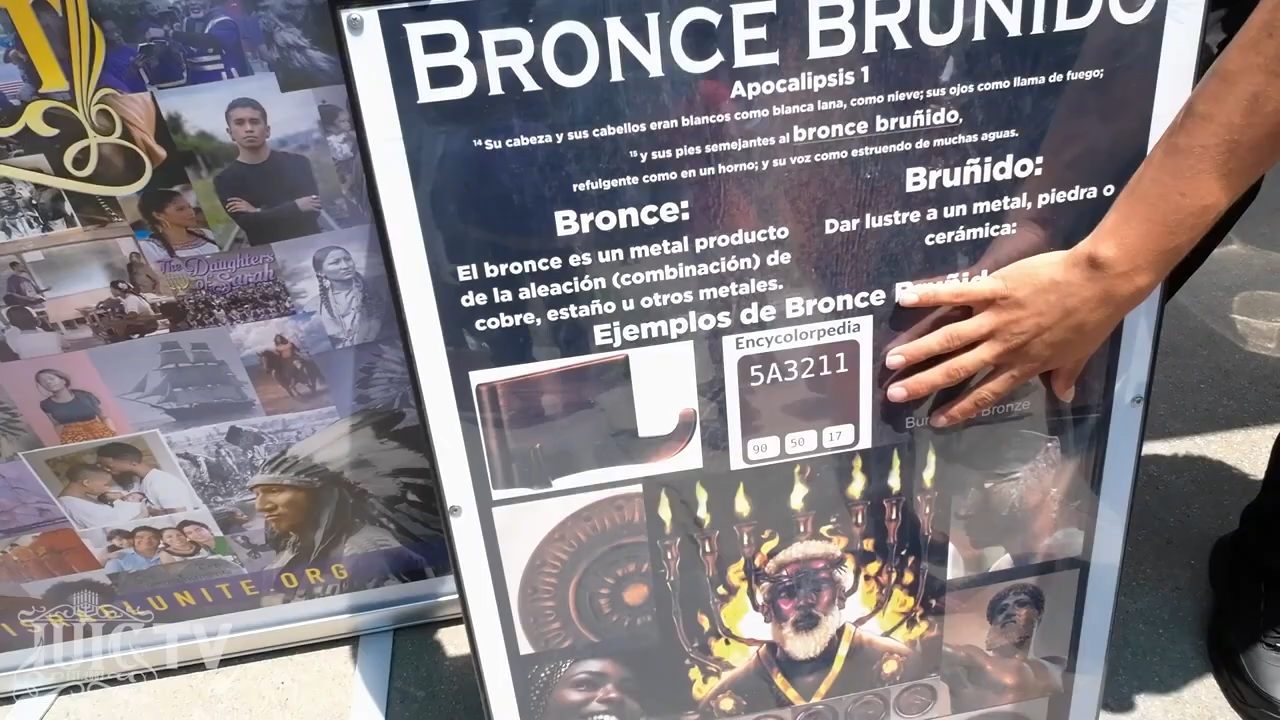 BRONCE BRUÑIDO
Apocalipsis 1
14 Su cabeza y sus cabellos eran blancos como blanca lana, como nieve; sus ojos como llama de fuego;
15 y sus pies semejantes al bronce bruñido,
refulgente como en un horno; y su voz como estruendo de muchas aguas.
Bronce:
El bronce es un metal producto
de la aleación (combinación) de
cobre, estaño u otros metales.
Bruñido:
Dar lustre a un metal, piedra o
cerámica:
Ejemplos de Bronce
Encycolorpedia
5A3211
90 50 17
Bronze
The Daughters
of Sarah
UNITE.ORG
IUIC TV